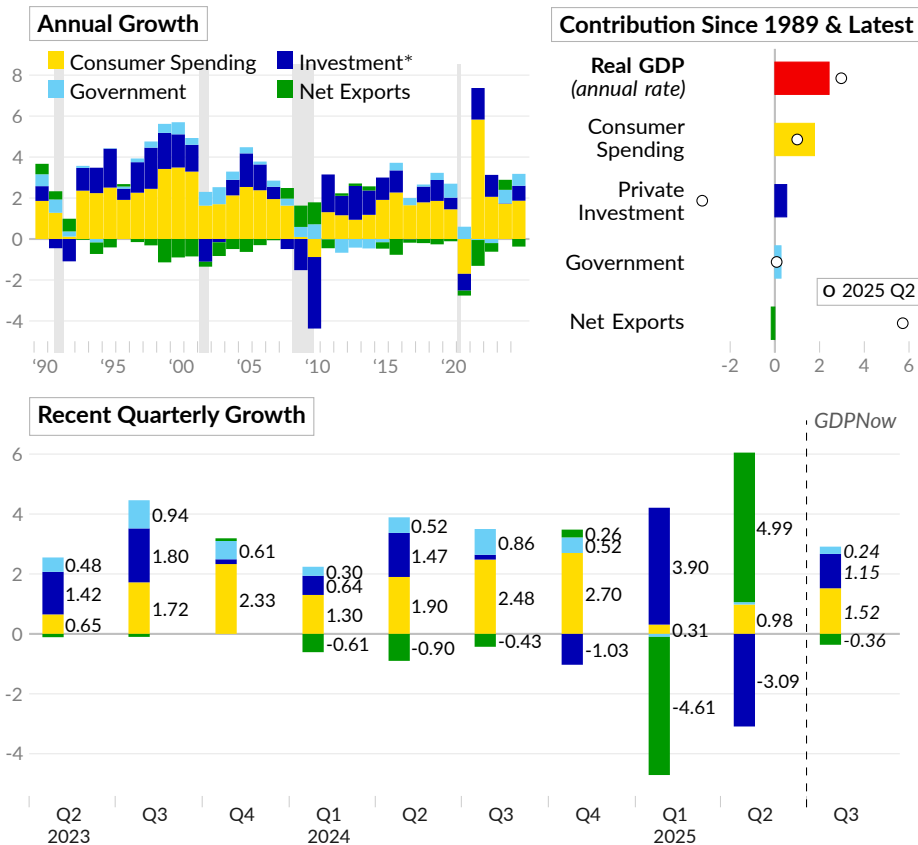 Annual Growth
Consumer Spending
Investment*
Government
Net Exports
8
6
4
2
0
-2
-4
'90
'95
'00
'05
'10
'15
'20
Contribution Since 1989 & Latest
Real GDP
(annual rate)
Consumer
Spending
Private
Investment
Government
Net Exports
o 2025 Q2
-2
0
2
4
6
Recent Quarterly Growth
GDPNow
6
4
2
0
-2
-4
0.48
1.42
0.65
0.94
1.80
1.72
0.61
2.33
0.30
0.64
1.30
-0.61
0.52
1.47
1.90
-0.90
0.86
2.48
-0.43
0.26
0.52
2.70
-1.03
3.90
0.31
-4.61
4.99
0.98
-3.09
0.24
1.15
1.52
-0.36
Q2
2023
Q3
Q4
Q1
2024
Q2
Q3
Q4
Q1
2025
Q2
Q3